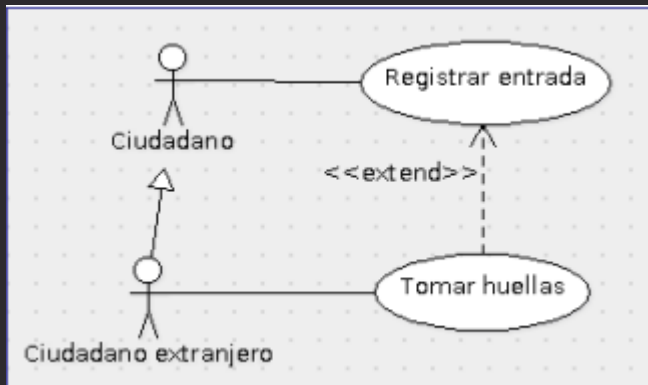 Registrar entrada
Ciudadano
<<extend>>
Tomar huellas
Ciudadano extranjero